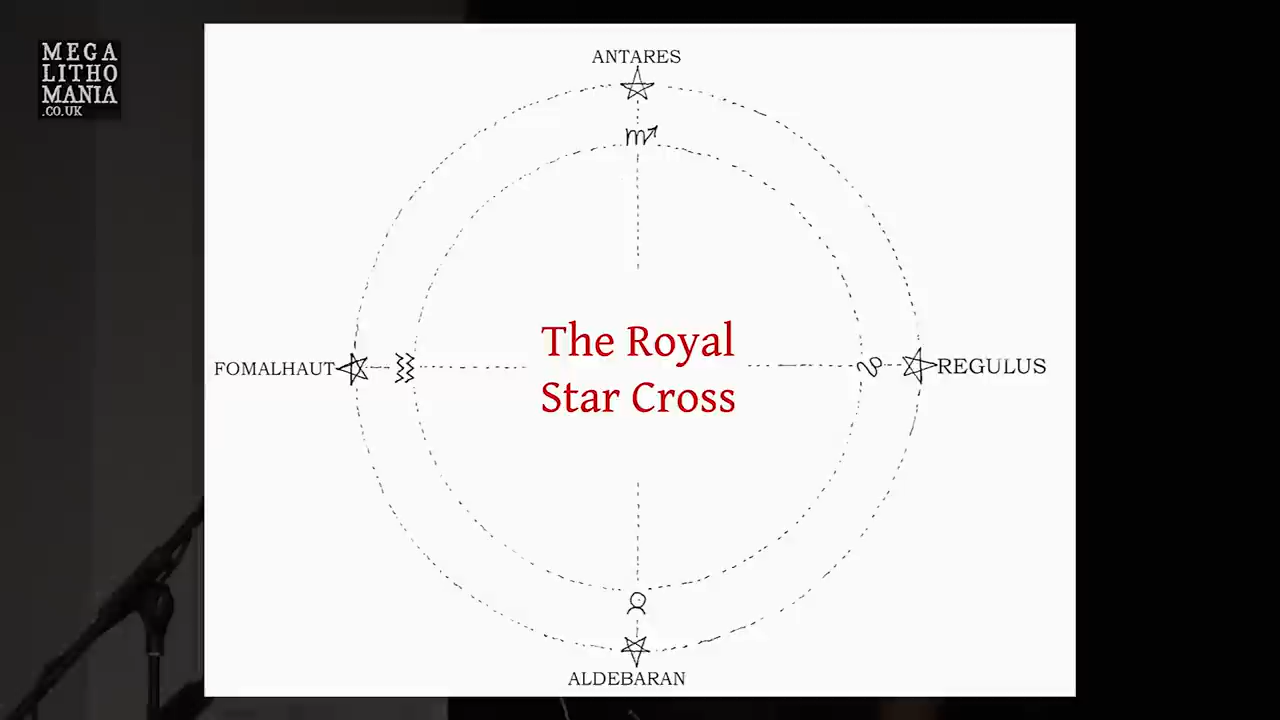 MEGA
LITHO
MANIA
.CO.UK
ANTARES
FOMALHAUT
The Royal
Star Cross
REGULUS
ALDEBARAN